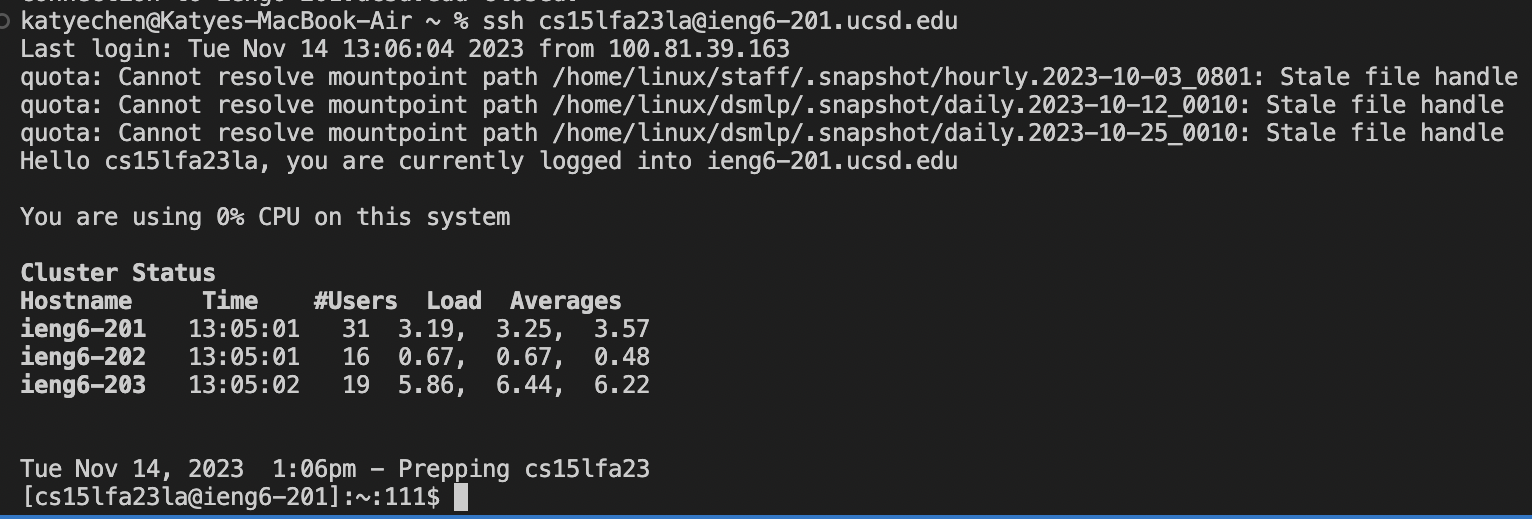 katyechen@Katyes-MacBook-Air ~ % ssh cs15lfa23la@ieng6-201.ucsd.edu
Last login: Tue Nov 14 13:06:04 2023 from 100.81.39.163
quota: Cannot resolve mountpoint path /home/linux/staff/.snapshot/hourly.2023-10-03_0801: Stale file handle
quota: Cannot resolve mountpoint path /home/linux/dsmlp/.snapshot/daily.2023-10-12_0010: Stale file handle
quota: Cannot resolve mountpoint path /home/linux/dsmlp/.snapshot/daily.2023-10-25_0010: Stale file handle
Hello cs15lfa23la, you are currently logged into ieng6-201.ucsd.edu
You are using 0% CPU on this system
Cluster Status
Hostname     Time    #Users  Load  Averages
ieng6-201   13:05:01   31  3.19,  3.25,  3.57
ieng6-202   13:05:01   16  0.67,  0.67,  0.48
ieng6-203   13:05:02   19  5.86,  6.44,  6.22
Tue Nov 14, 2023  1:06pm - Prepping cs15lfa23
[cs15lfa23la@ieng6-201]:~:111$